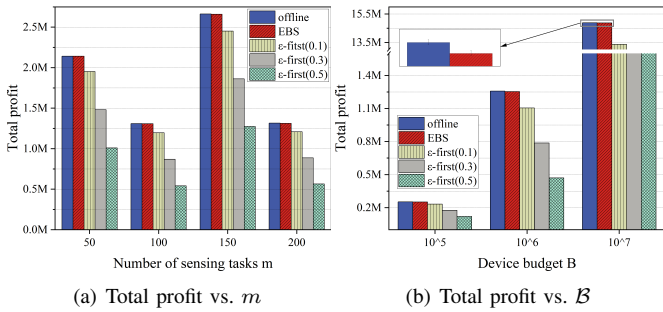 Total profit
2.5M
2.0M
1.5M
1.0M
0.5M
0.0M
offline
EBS
ε-fitst(0.1)
ε-first(0.3)
ε-first(0.5)
50
100
150
200
Number of sensing tasks m
(a) Total profit vs. m
Total profit
15.5M
13.5M
1.4M
1.1M
0.8M
0.5M
0.2M
offline
EBS
ε-first(0.1)
ε-first(0.3)
ε-first(0.5)
10^5
10^6
10^7
Device budget B
(b) Total profit vs. ℬ